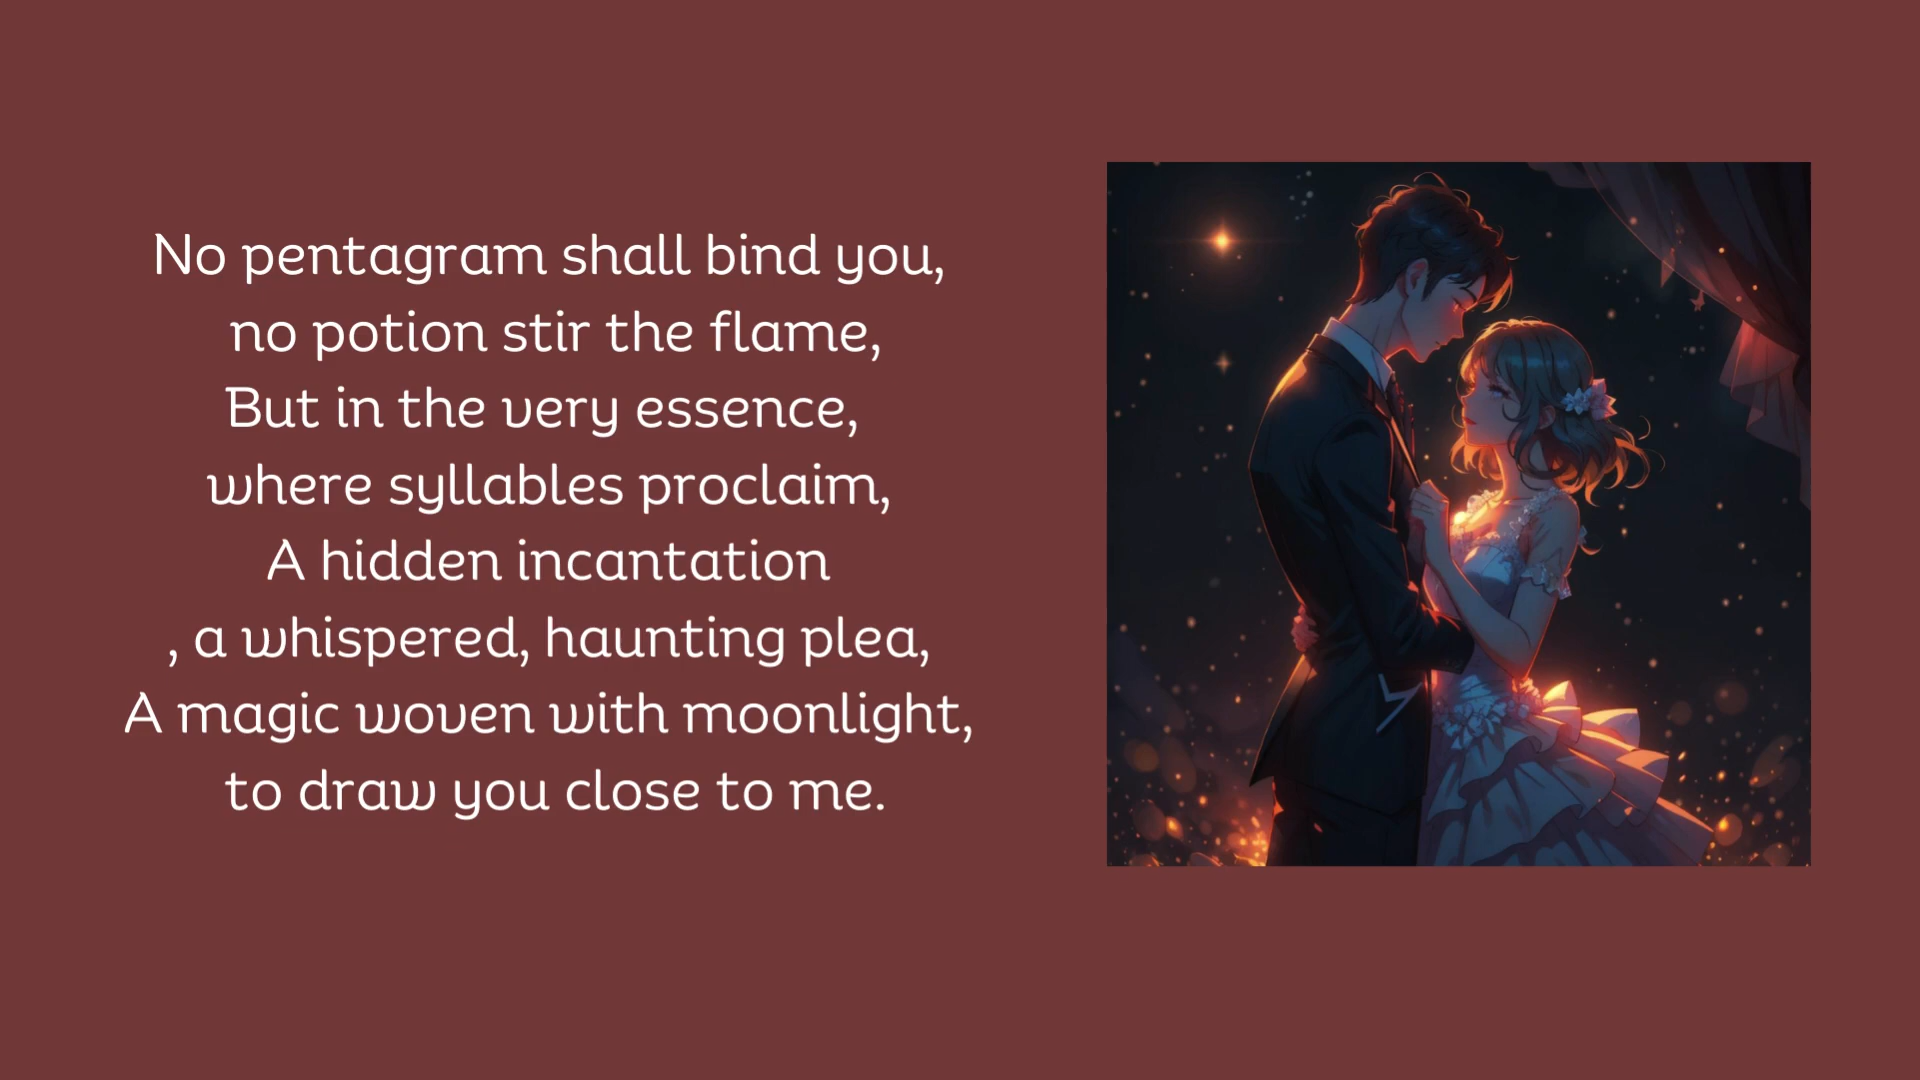 No pentagram shall bind you,
no potion stir the flame,
But in the very essence,
where syllables proclaim,
A hidden incantation
, a whispered, haunting plea,
A magic woven with moonlight,
to draw you close to me.